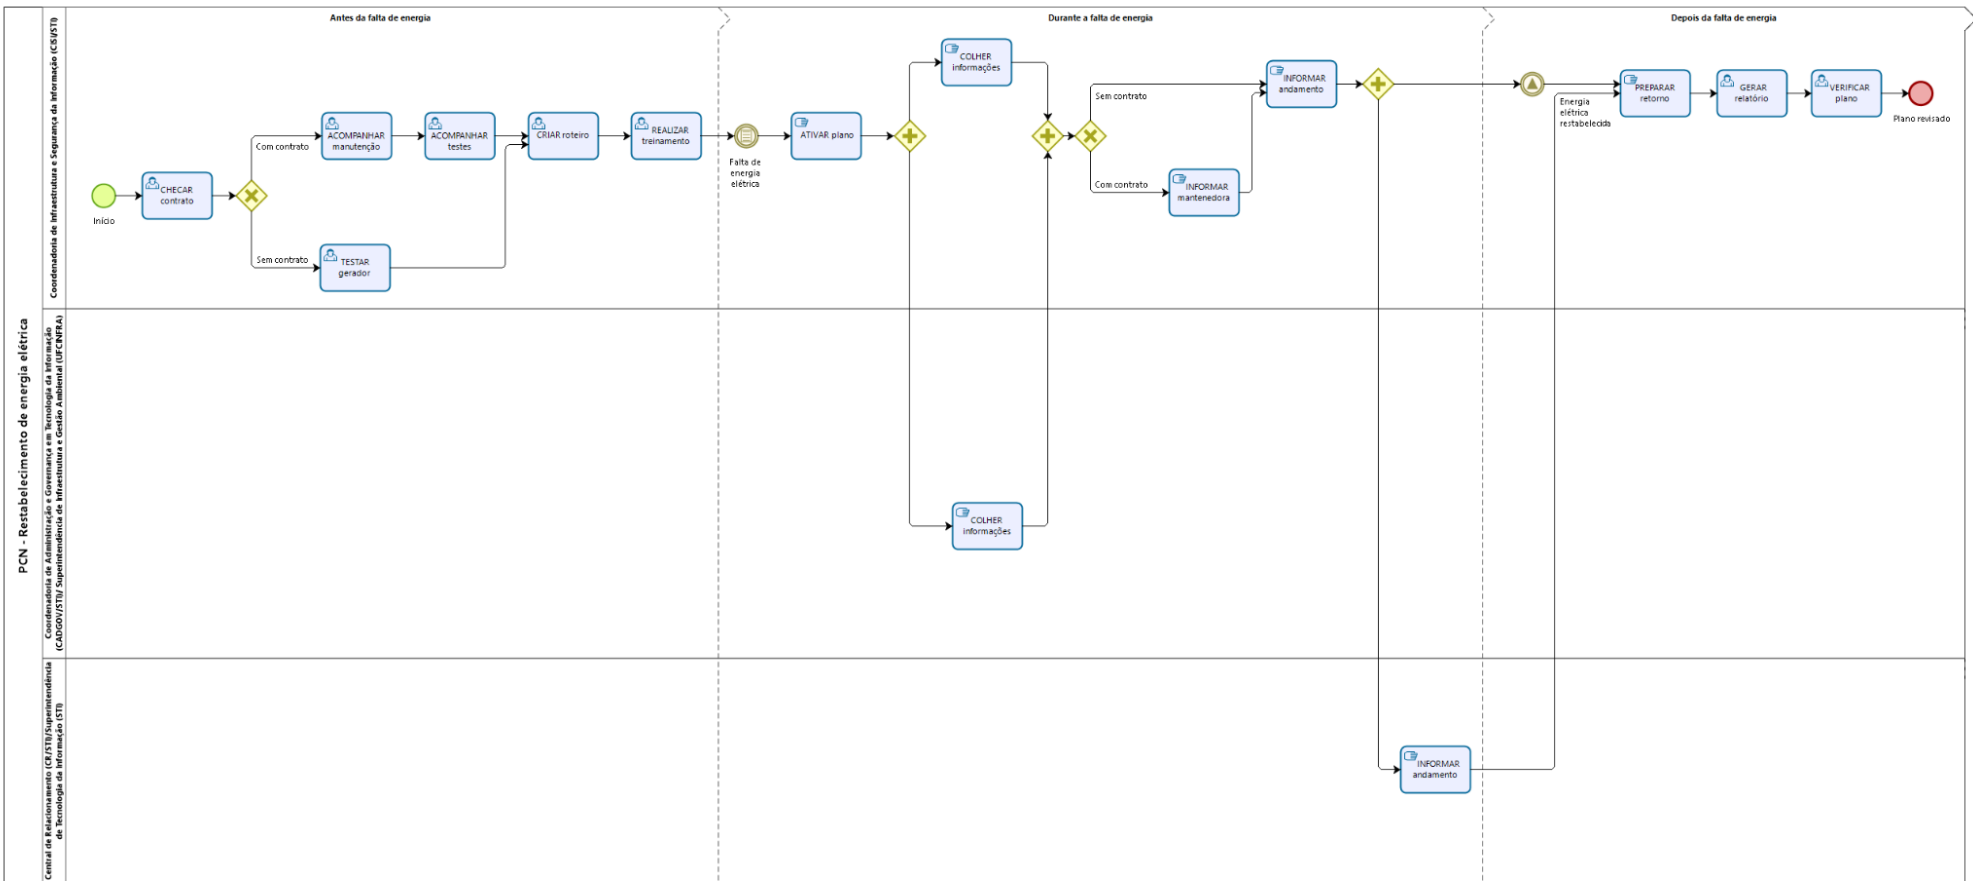 PCN - Restabelecimento de energia elétrica
Coordenadoria de Infraestrutura e Segurança da Informação (CISI/STI)
Antes da falta de energia
Durante a falta de energia
Depois da falta de energia
Início
CHECAR
contrato
Com contrato
Sem contrato
ACOMPANHAR
manutenção
ACOMPANHAR
testes
TESTAR
gerador
CRIAR roteiro
REALIZAR
treinamento
Falta de
energia
elétrica
ATIVAR plano
COLHER
informações
Sem contrato
Com contrato
INFORMAR
mantenedora
INFORMAR
andamento
Energia
elétrica
restabelecida
PREPARAR
retorno
GERAR
relatório
VERIFICAR
plano
Plano revisado
Coordenadoria de Administração e Governança em Tecnologia da Informação
(CADGOV/STI)/ Superintendência de Infraestrutura e Gestão Ambiental (UFCINFRA)
COLHER
informações
Central de Relacionamento (CR/STI)/Superintendência
de Tecnologia da Informação (STI)
INFORMAR
andamento